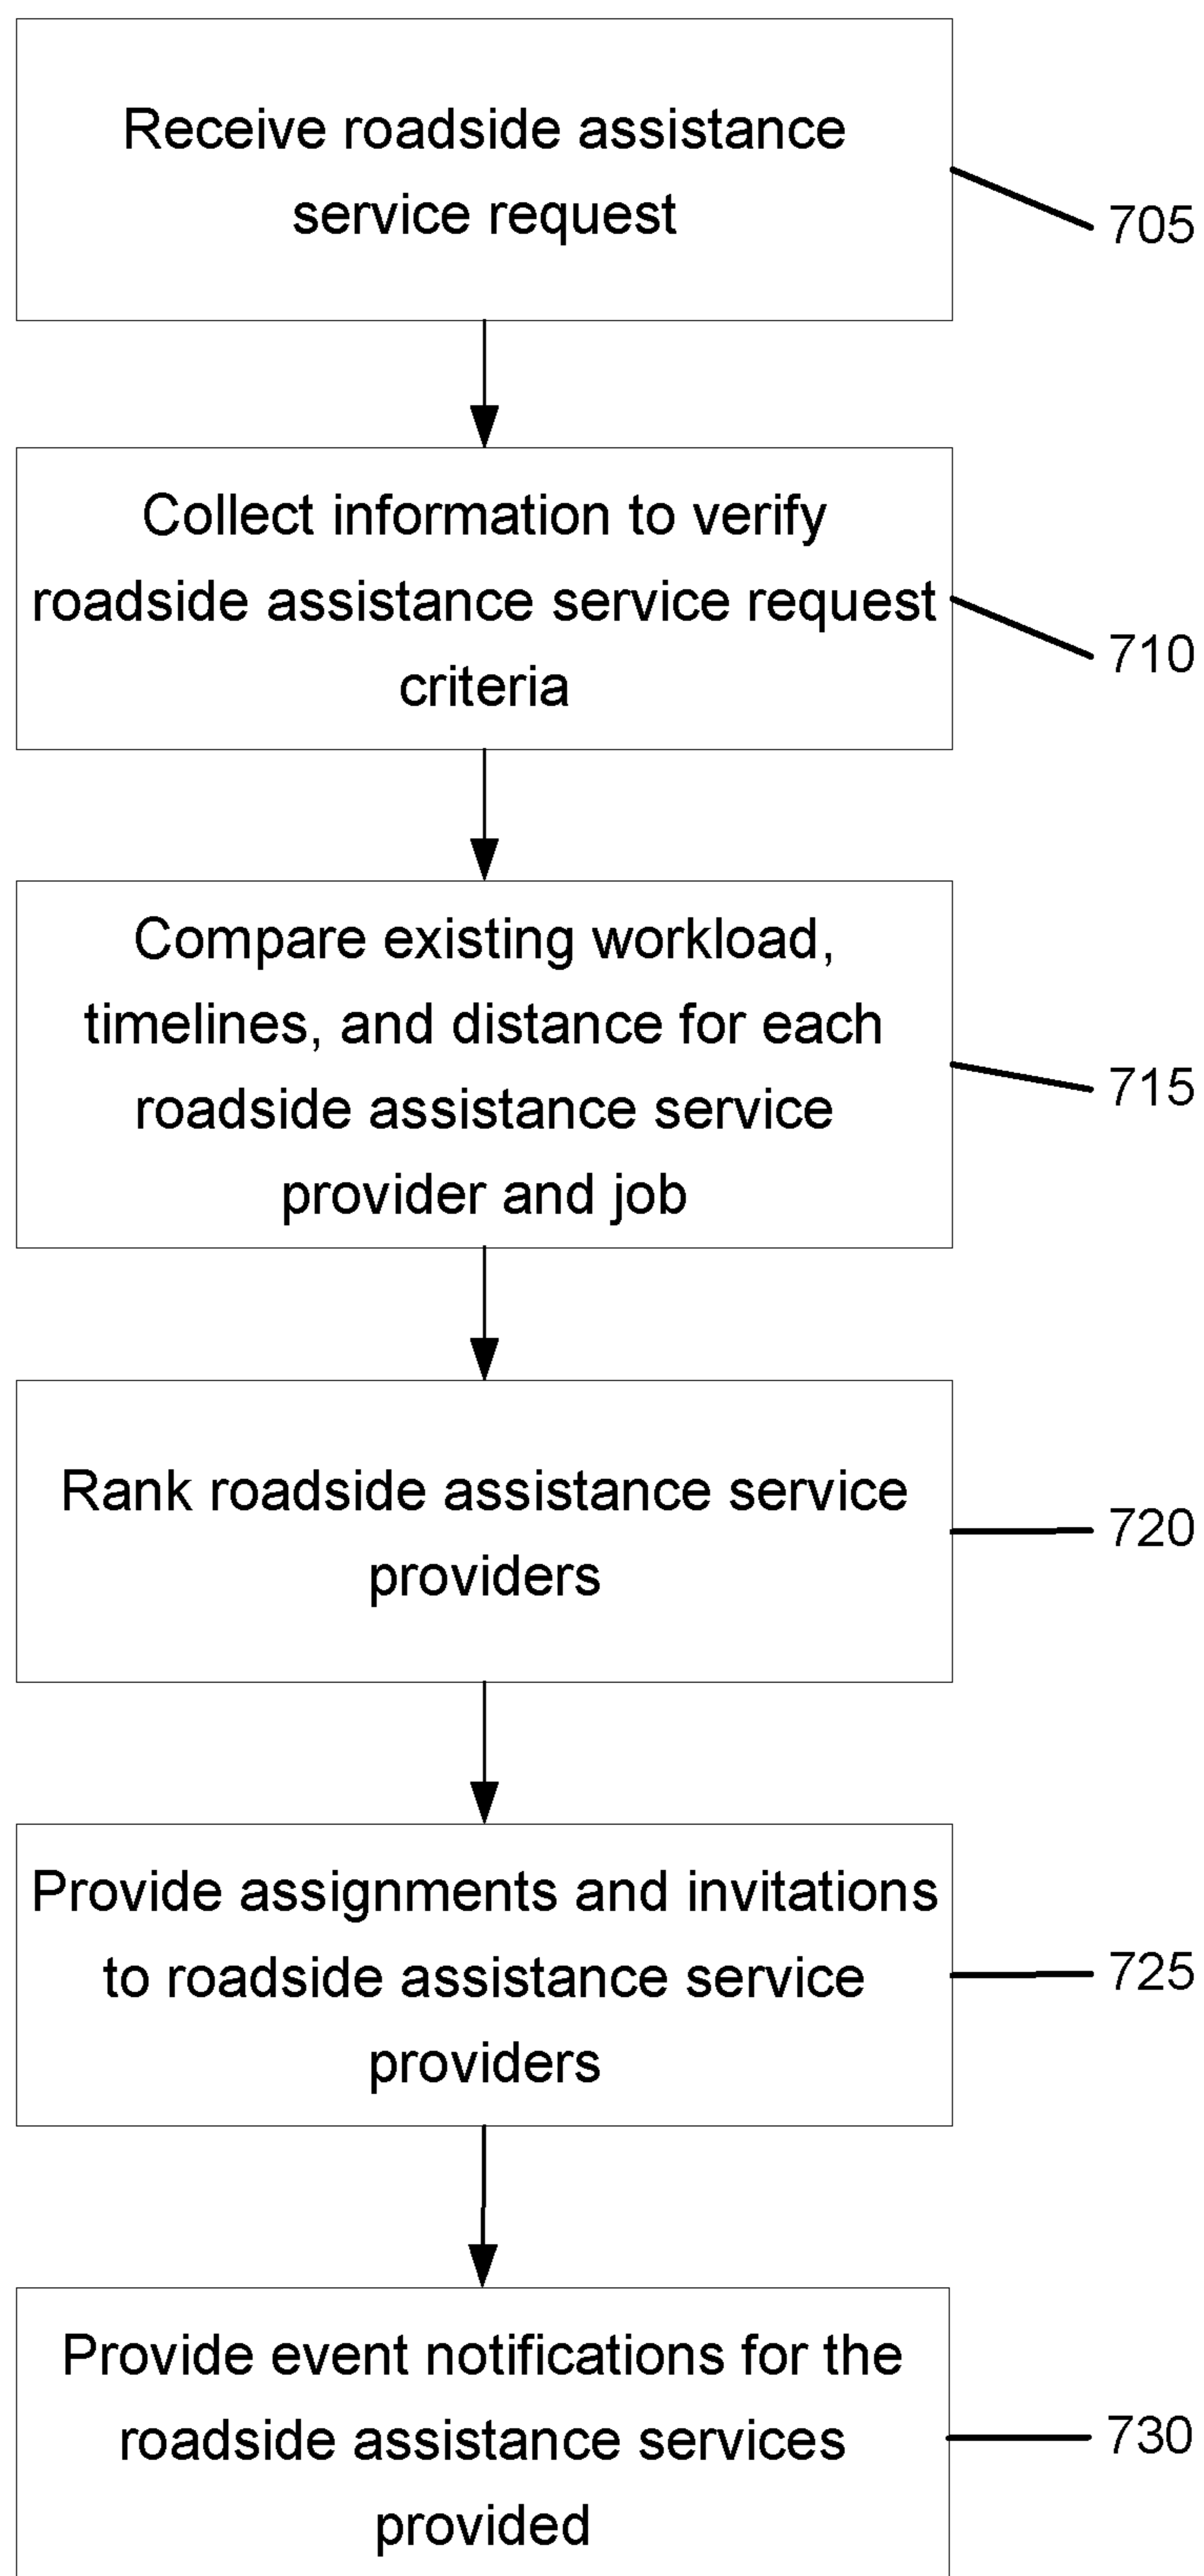 Receive roadside assistance
service request
705
Collect information to verify
roadside assistance service request
criteria
710
Compare existing workload,
timelines, and distance for each
roadside assistance service
provider and job
715
Rank roadside assistance service
providers
720
Provide assignments and invitations
to roadside assistance service
providers
725
Provide event notifications for the
roadside assistance services
provided
730